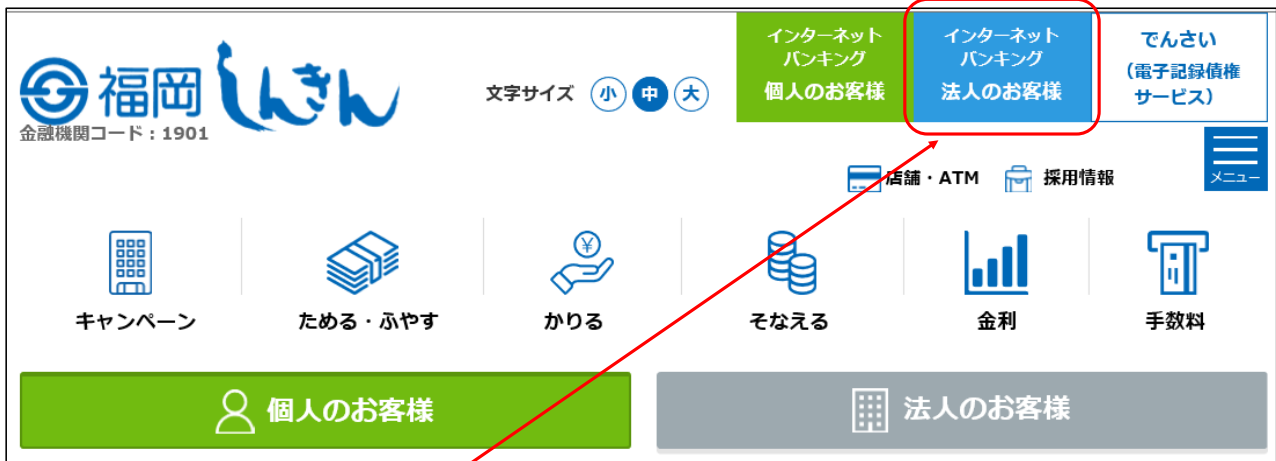 インターネット
バンキング
個人のお客様
インターネット
バンキング
法人のお客様
でんさい
（電子記録債権
サービス）
福岡しんきん
金融機関コード：1901
文字サイズ 小 中 大
店舗・ATM 採用情報
メニュー
キャンペーン ためる・ふやす かりる そなえる 金利 手数料
個人のお客様 法人のお客様